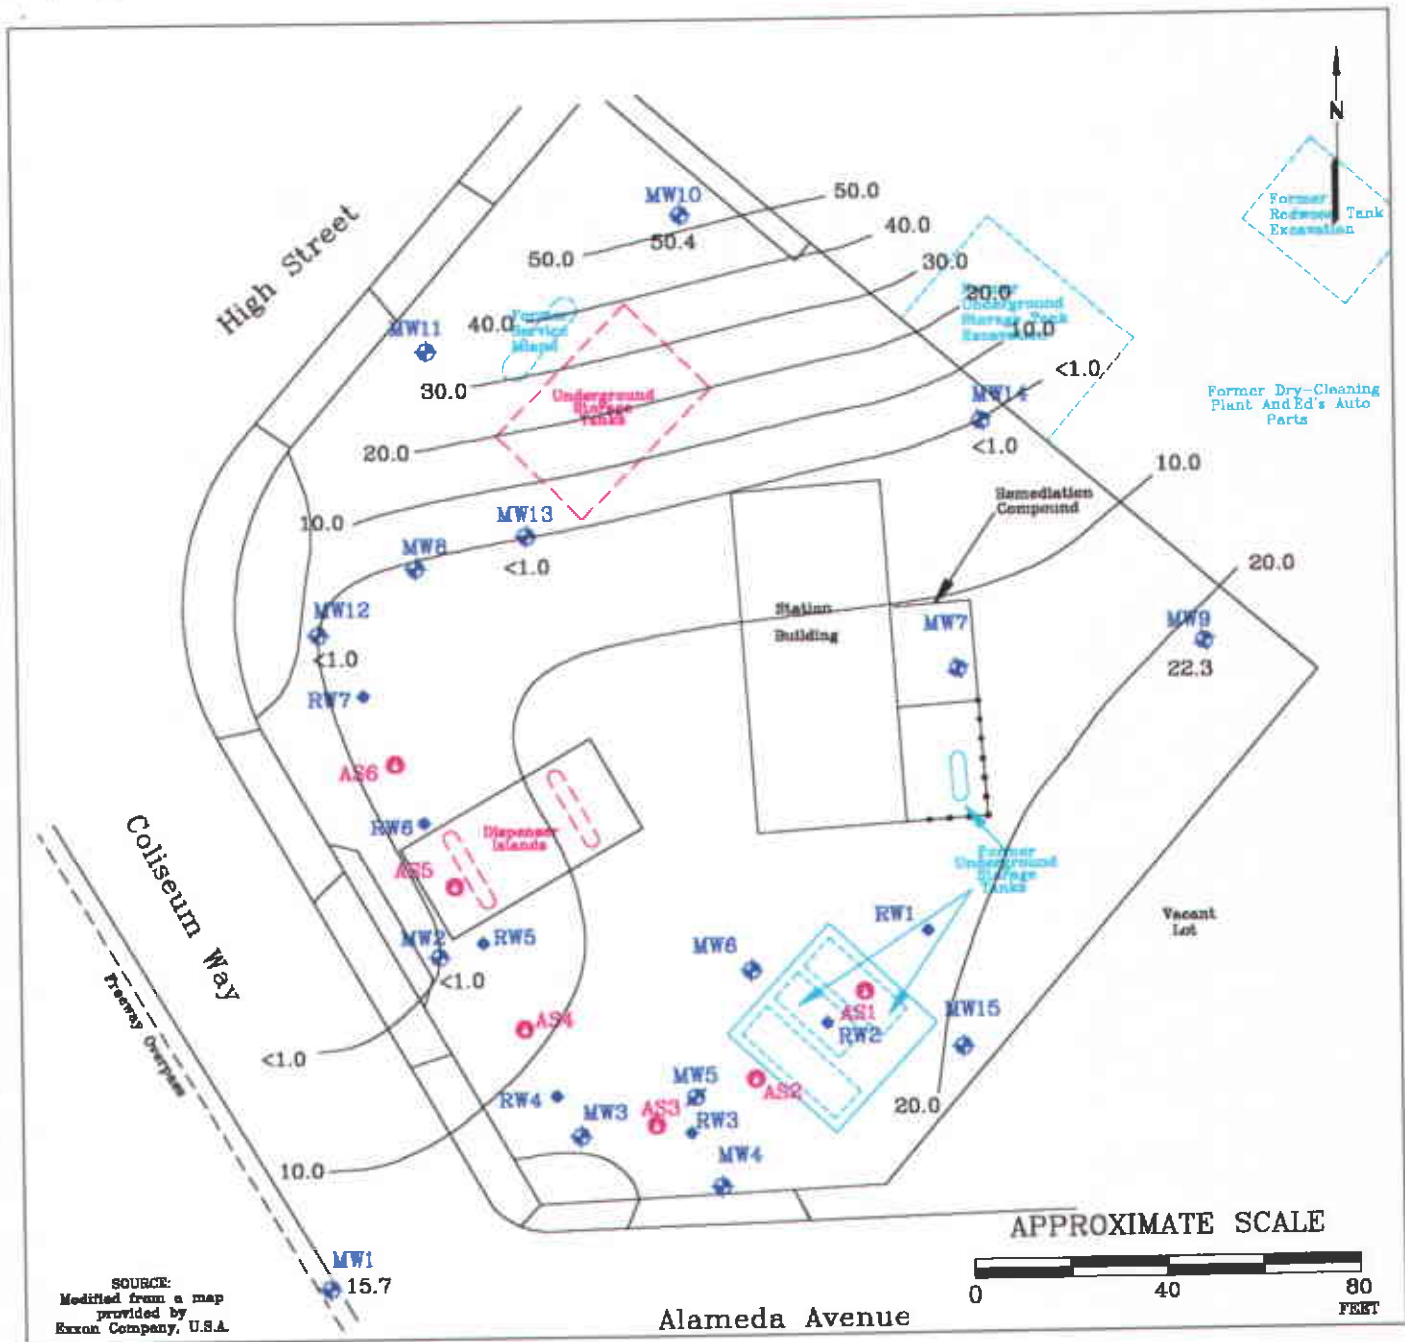 N
MW10
50.4
50.0
50.0
40.0
30.0
20.0
10.0
<1.0
Former
Redwood Tank
Excavation
High Street
MW11
40.0
Former
Service
Island
Former
Underground
Storage Tank
Excavation
30.0
Underground
Storage
Tanks
MW14
<1.0
Former Dry-Cleaning
Plant And Ed's Auto
Parts
20.0
10.0
MW13
<1.0
10.0
Remediation
Compound
MW8
20.0
MW12
<1.0
Station
Building
MW7
MW9
22.3
RW7
AS6
RW6
Dispenser
Islands
AS5
Former
Underground
Storage
Tanks
Coliseum Way
Freeway Overpass
MW2
<1.0
RW5
RW1
Vacant
Lot
MW6
AS1
RW2
MW15
AS4
<1.0
MW5
AS2
RW4
AS3
RW3
20.0
MW3
MW4
10.0
APPROXIMATE SCALE
0
40
80
FEET
MW1
15.7
SOURCE:
Modified from a map
provided by
Exxon Company, U.S.A.
Alameda Avenue